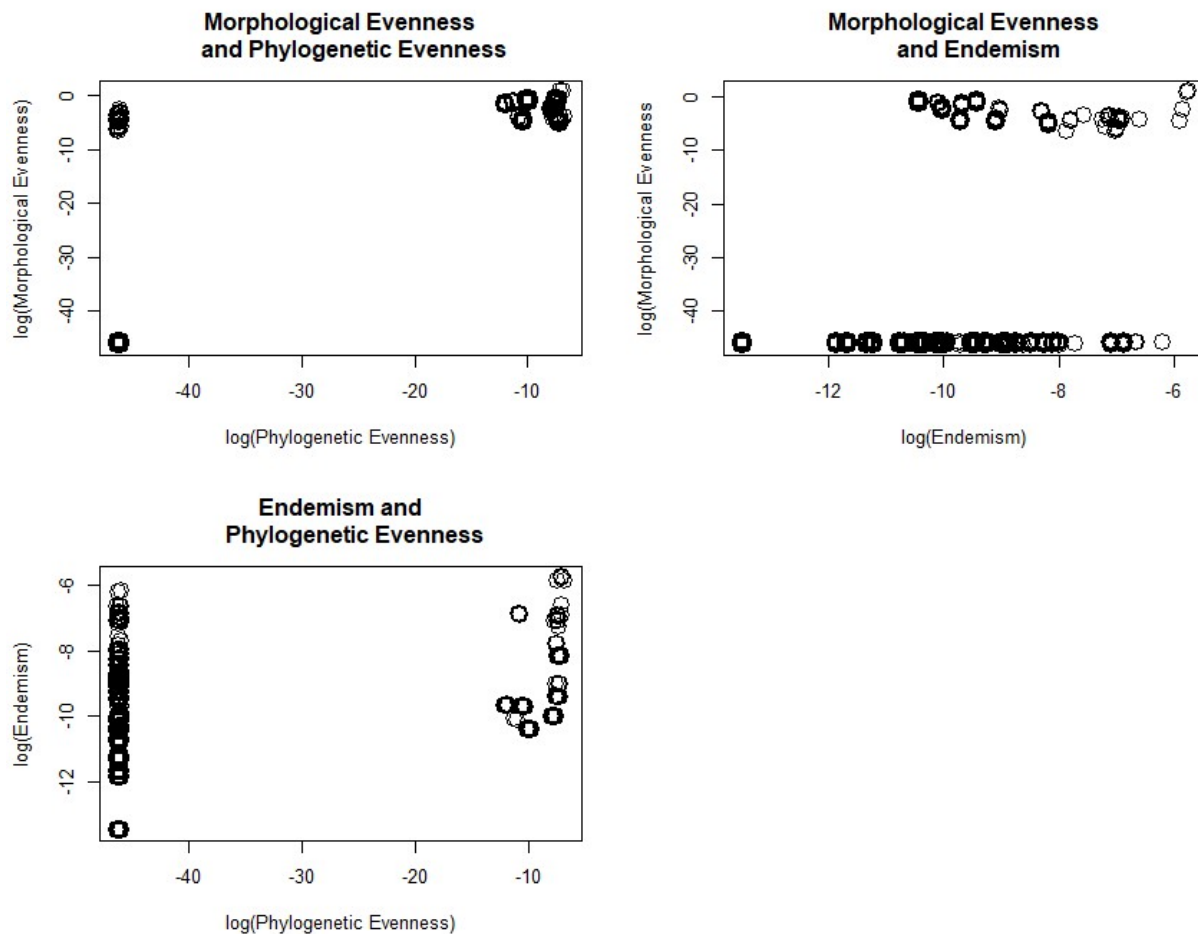 Morphological Evenness
and Phylogenetic Evenness
log(Morphological Evenness)
0
-10
-20
-30
-40
-40
-20
-10
log(Phylogenetic Evenness)
Morphological Evenness
and Endemism
log(Morphological Evenness
0
-10
-20
-30
-40
-12
-10
-8
-6
log(Endemism)
Endemism and
Phylogenetic Evenness
log(Endemism)
-6
-8
-10
-12
-40
-20
-10
log(Phylogenetic Evenness)